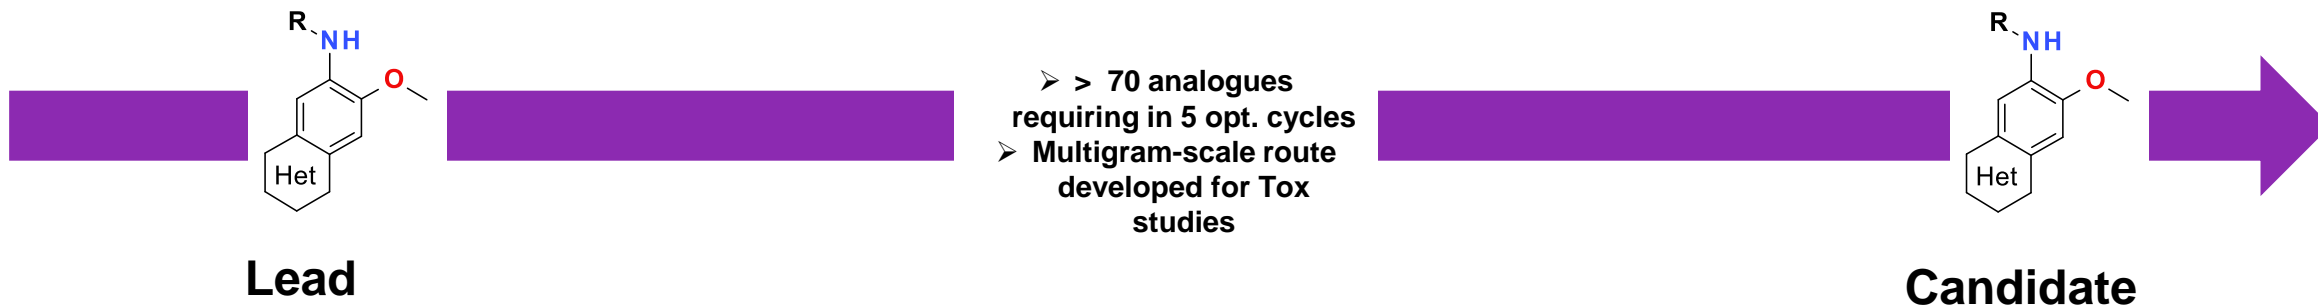 R
NH
O
Het
Lead
➢ > 70 analogues
requiring in 5 opt. cycles
➢ Multigram-scale route
developed for Tox
studies
R
NH
O
Het
Candidate